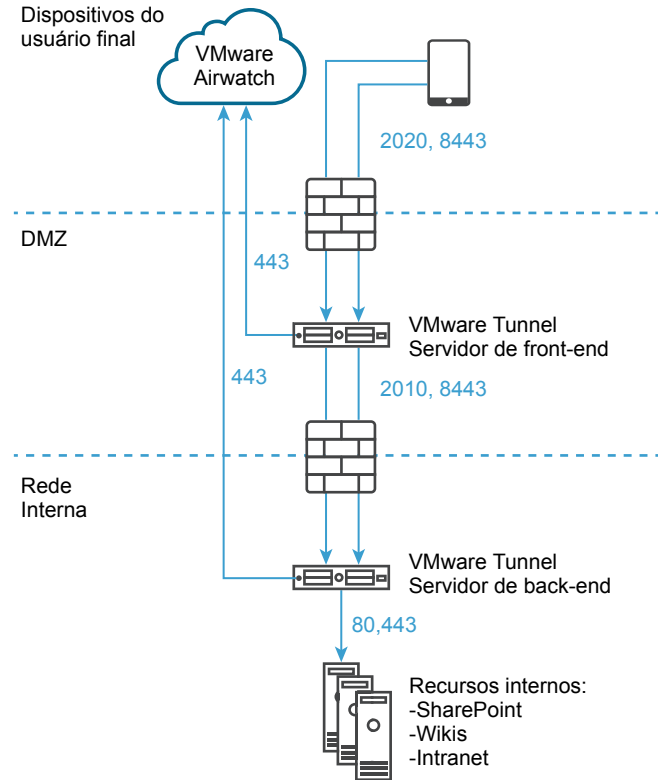 Dispositivos do
usuário final
VMware
Airwatch
2020, 8443
DMZ
443
VMware Tunnel
Servidor de front-end
443
2010, 8443
Rede
Interna
VMware Tunnel
Servidor de back-end
80,443
Recursos internos:
-SharePoint
-Wikis
-Intranet